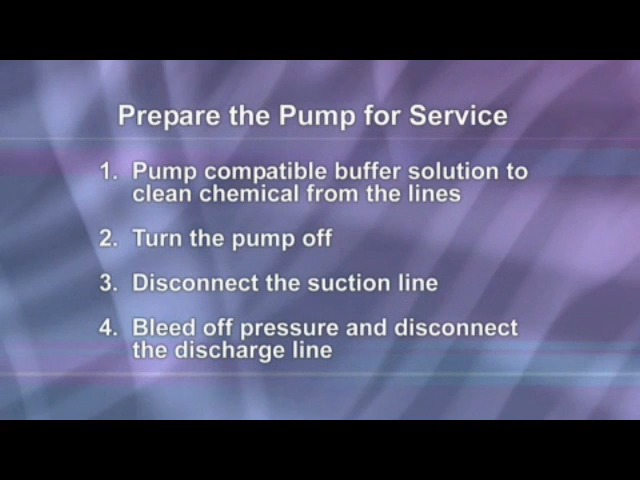 Prepare the Pump for Service
1. Pump compatible buffer solution to
clean chemical from the lines
2. Turn the pump off
3. Disconnect the suction line
4. Bleed off pressure and disconnect
the discharge line